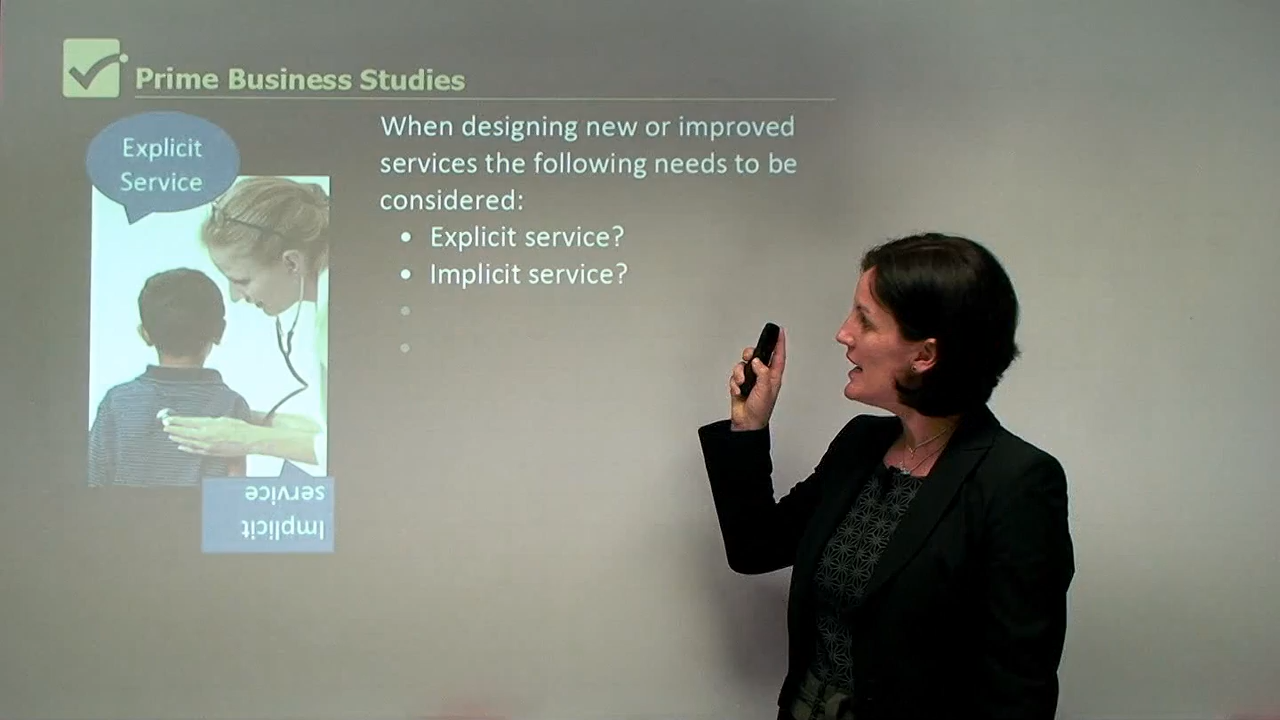 Prime Business Studies
Explicit
Service
When designing new or improved
services the following needs to be
considered:
• Explicit service?
• Implicit service?
•
•
Implicit
service